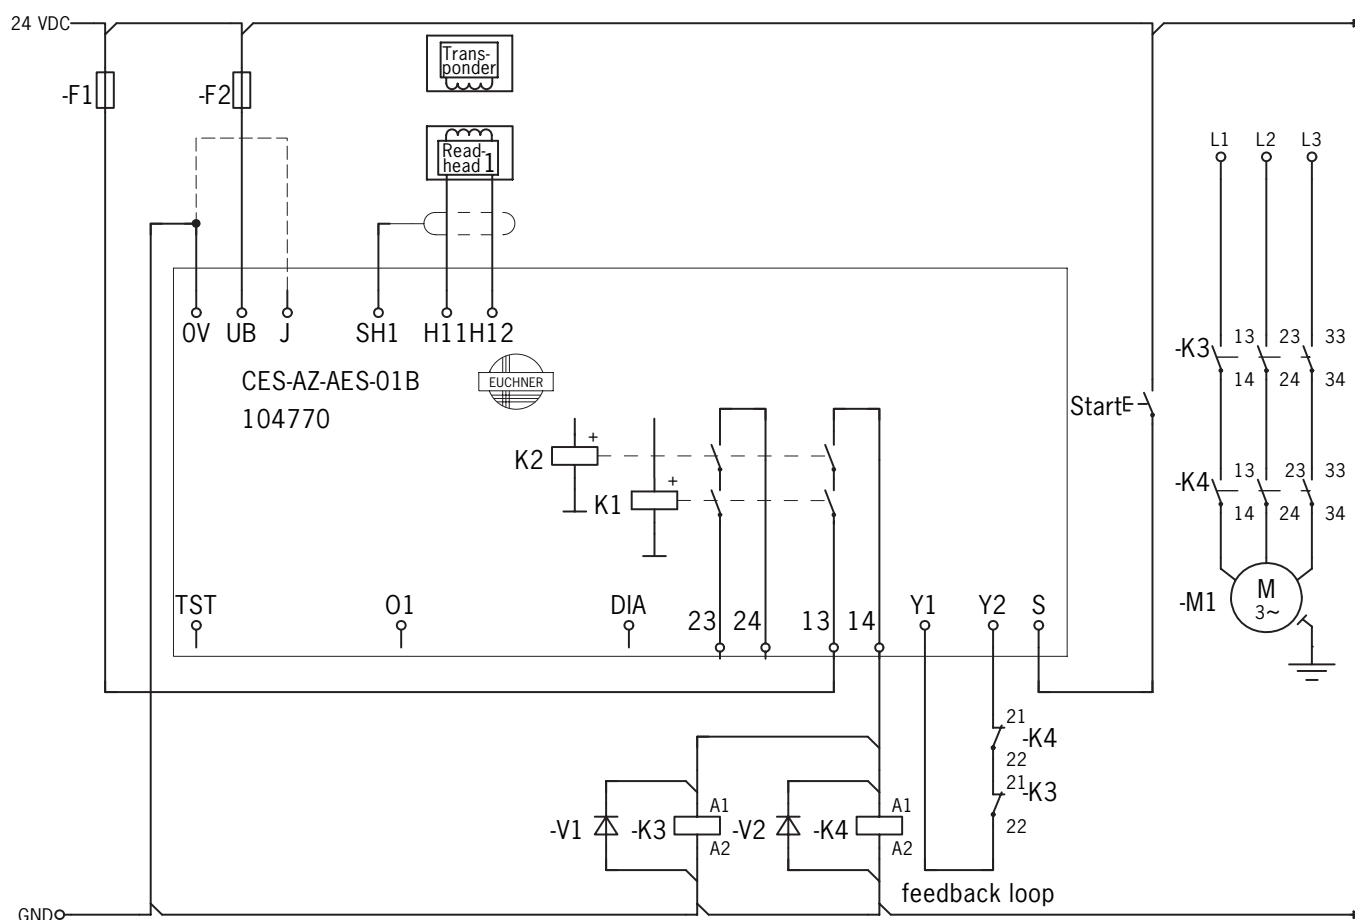 24 VDC
Trans-
ponder
-F1
-F2
L1 L2 L3
Read-
head 1
0V UB J SH1 H11 H12
-K3 13 23 33
14 24 34
CES-AZ-AES-01B
EUCHNER
104770
Start
K2 +
K1 +
-K4 13 23 33
14 24 34
TST O1 DIA 23 24 13 14 Y1 Y2 S
-M1 M
3~
21
-K4
22
21
-K3
22
-V1 -K3 A1
A2
-V2 -K4 A1
A2
feedback loop
GND